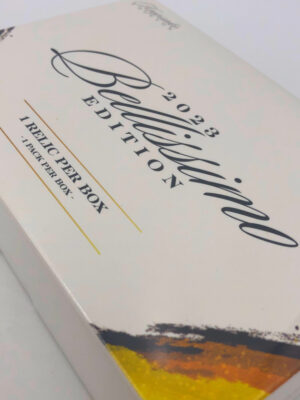 2023
Bellissimo
EDITION
1 RELIC PER BOX
- 1 PACK PER BOX -